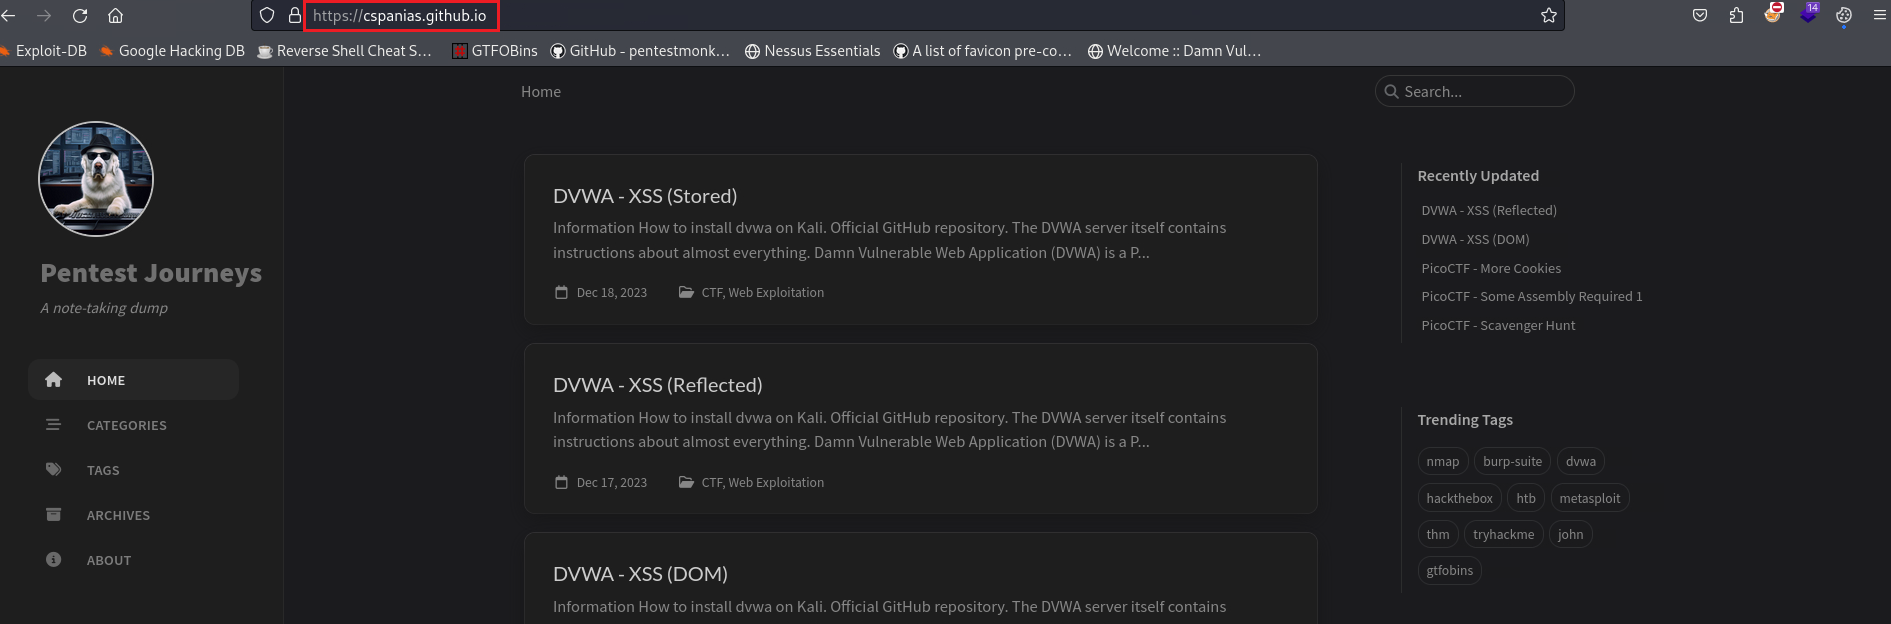 https://cspanias.github.io
14
Exploit-DB Google Hacking DB Reverse Shell Cheat S... GTFOBins GitHub - pentestmonk... Nessus Essentials A list of favicon pre-co... Welcome :: Damn Vul...
Home
Search...
Pentest Journeys
A note-taking dump
HOME
CATEGORIES
TAGS
ARCHIVES
ABOUT
DVWA - XSS (Stored)
Information How to install dvwa on Kali. Official GitHub repository. The DVWA server itself contains
instructions about almost everything. Damn Vulnerable Web Application (DVWA) is a P...
Dec 18, 2023 CTF, Web Exploitation
DVWA - XSS (Reflected)
Information How to install dvwa on Kali. Official GitHub repository. The DVWA server itself contains
instructions about almost everything. Damn Vulnerable Web Application (DVWA) is a P...
Dec 17, 2023 CTF, Web Exploitation
DVWA - XSS (DOM)
Information How to install dvwa on Kali. Official GitHub repository. The DVWA server itself contains
Recently Updated
DVWA - XSS (Reflected)
DVWA - XSS (DOM)
PicoCTF - More Cookies
PicoCTF - Some Assembly Required 1
PicoCTF - Scavenger Hunt
Trending Tags
nmap burp-suite dvwa
hackthebox htb metasploit
thm tryhackme john
gtfobins